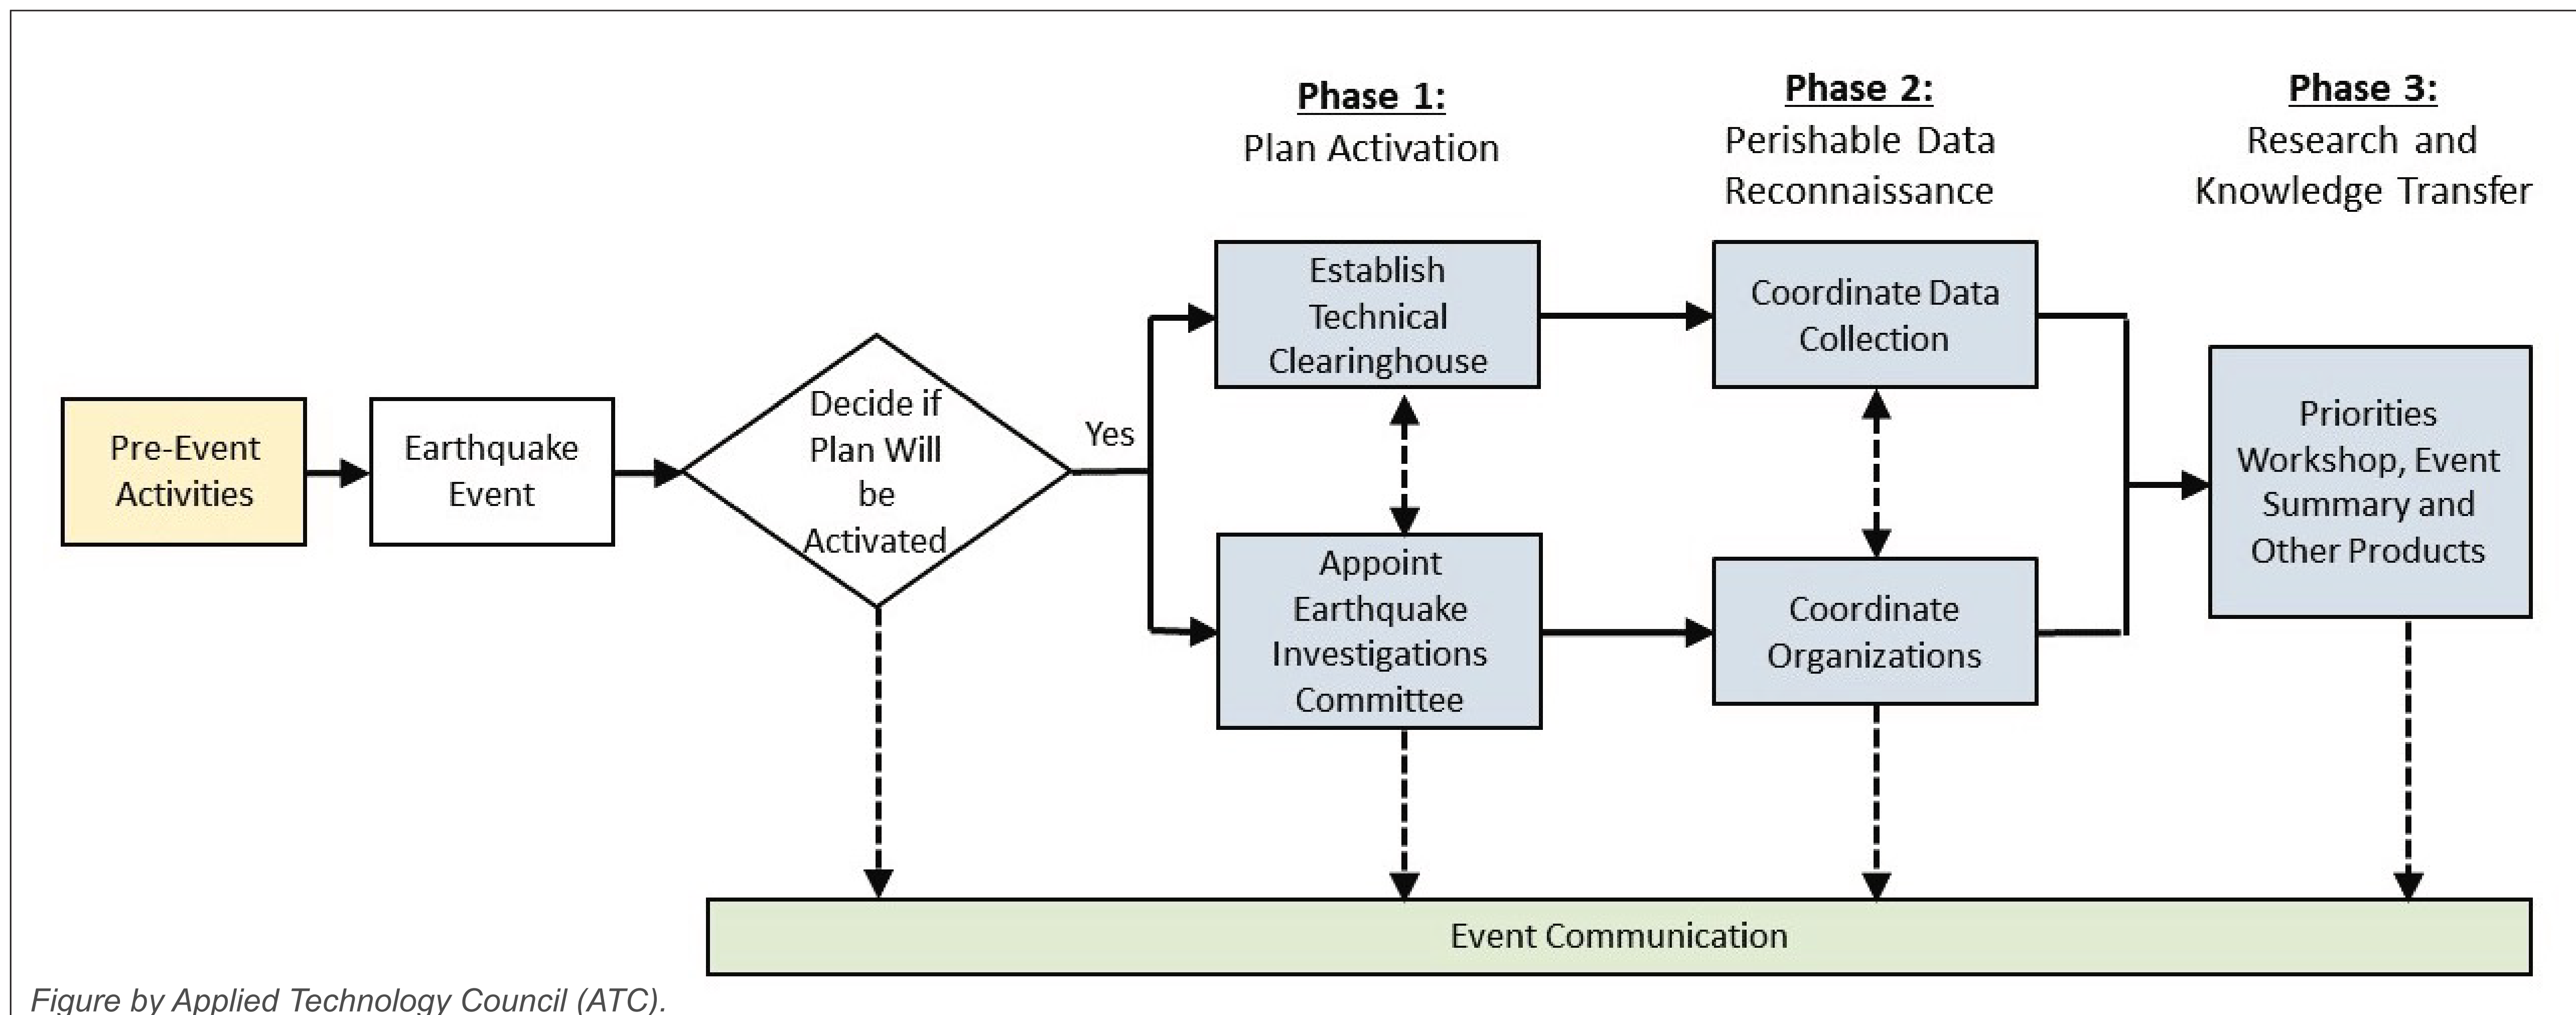 Phase 1:
Plan Activation
Phase 2:
Perishable Data
Reconnaissance
Phase 3:
Research and
Knowledge Transfer
Pre-Event
Activities
Earthquake
Event
Decide if
Plan Will
be
Activated
Yes
Establish
Technical
Clearinghouse
Appoint
Earthquake
Investigations
Committee
Coordinate Data
Collection
Coordinate
Organizations
Priorities
Workshop, Event
Summary and
Other Products
Event Communication
Figure by Applied Technology Council (ATC).